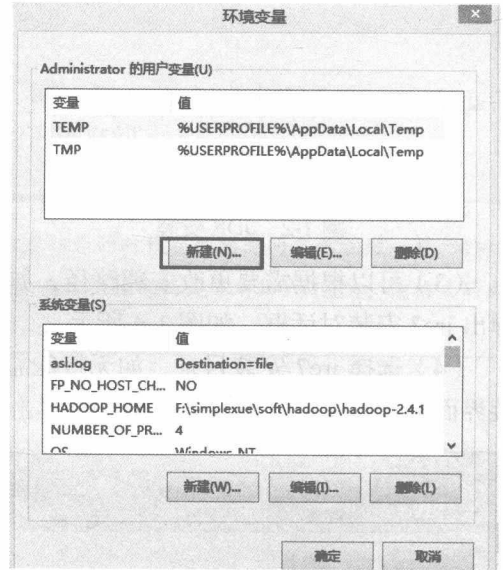 环境变量
Administrator 的用户变量(U)
变量 值
TEMP %USERPROFILE%\AppData\Local\Temp
TMP %USERPROFILE%\AppData\Local\Temp
新建(N)... 编辑(E)... 删除(D)
系统变量(S)
变量 值
asl.log Destination=file
FP_NO_HOST_CH... NO
HADOOP_HOME F:\simplexue\soft\hadoop\hadoop-2.4.1
NUMBER_OF_PR... 4
OS Windows_NT
新建(W)... 编辑(I)... 删除(L)
确定 取消